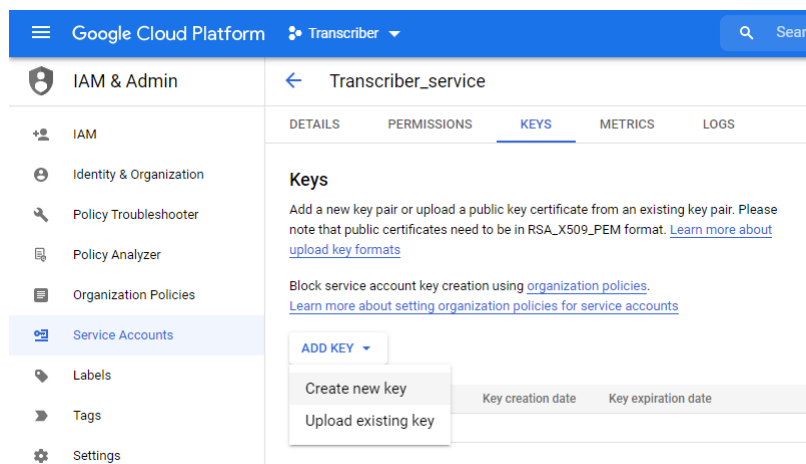 Google Cloud Platform
Transcriber
Sear
IAM & Admin
Transcriber_service
DETAILS PERMISSIONS KEYS METRICS LOGS
IAM
Identity & Organization
Policy Troubleshooter
Policy Analyzer
Organization Policies
Service Accounts
Labels
Tags
Settings
Keys
Add a new key pair or upload a public key certificate from an existing key pair. Please
note that public certificates need to be in RSA_X509_PEM format. Learn more about
upload key formats
Block service account key creation using organization policies.
Learn more about setting organization policies for service accounts
ADD KEY
Create new key
Upload existing key
Key creation date Key expiration date